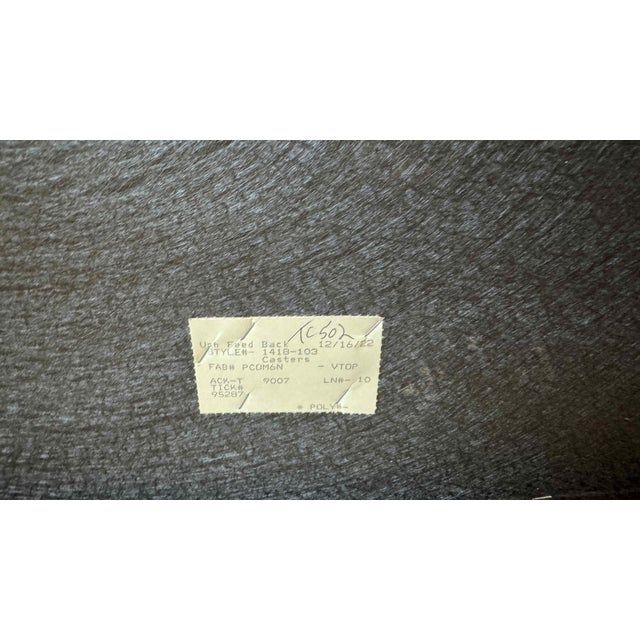 TC502
Uph Feed Back 12/16/22
STYLE#- 1418-103
Casters
FAB# PCOM6N - VTOP
ACK-T 9007 LN#- 10
TICK#
95287
* POLY#-